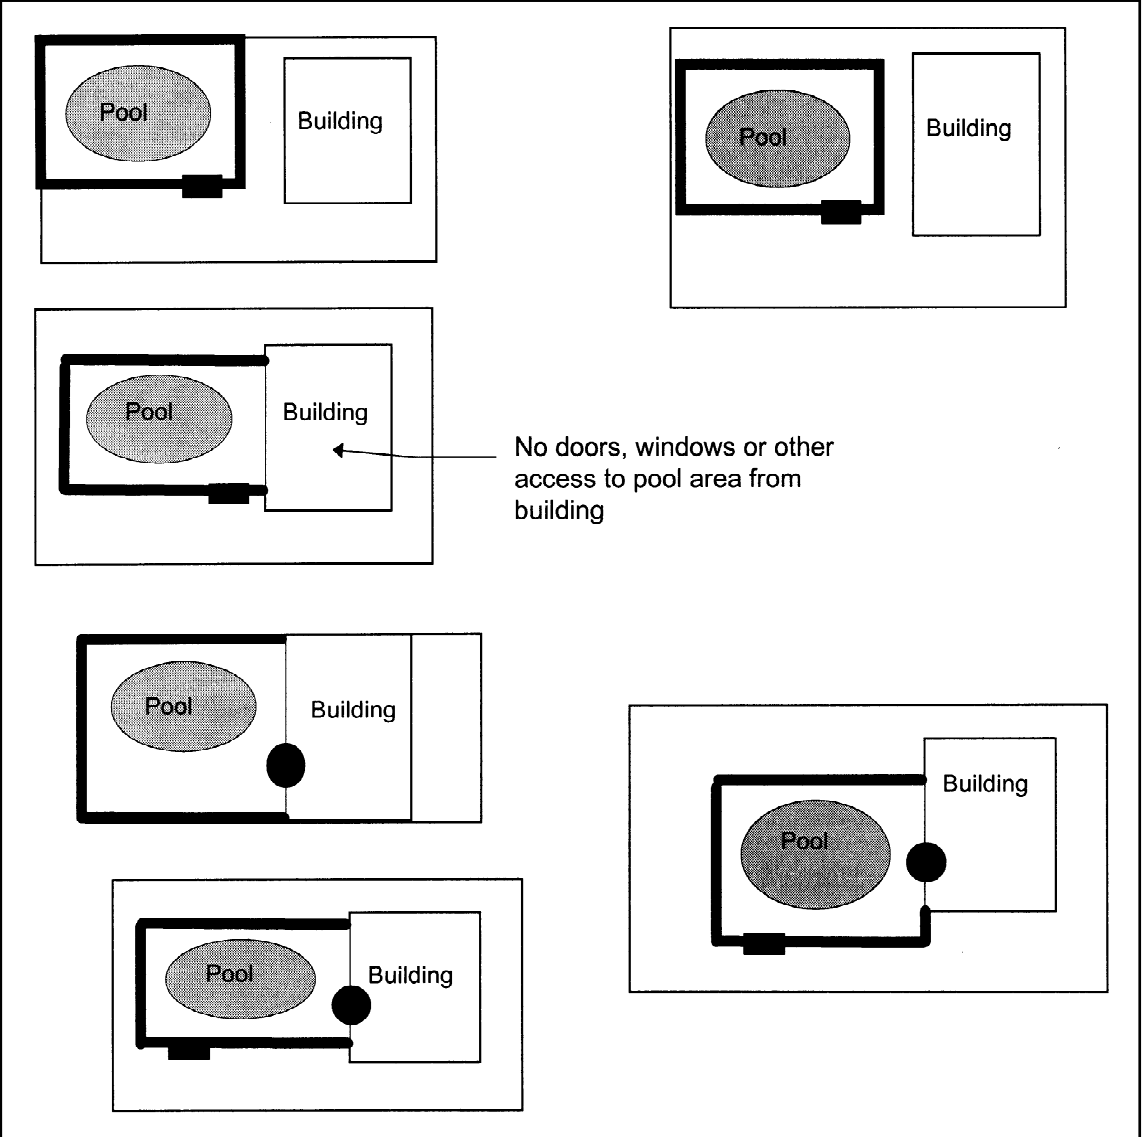 Pool
Building
Pool
Building
Pool
Building
No doors, windows or other
access to pool area from
building
Pool
Building
Pool
Building
Pool
Building